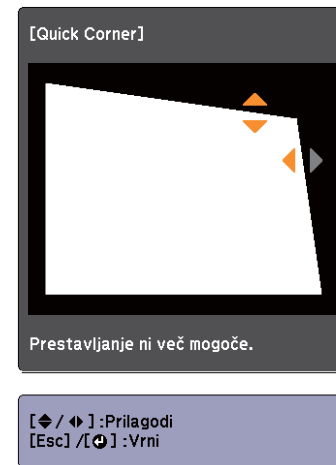 [Quick Corner]
Prestavljanje ni več mogoče.
[ / ] :Prilagodi
[Esc] /[ ] :Vrni